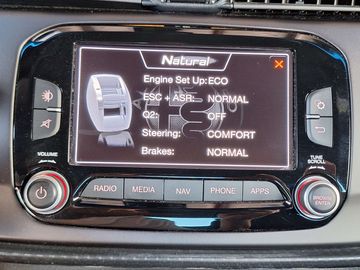 Natural
Engine Set Up: ECO
ESC + ASR: NORMAL
Q2: OFF
Steering: COMFORT
Brakes: NORMAL
VOLUME
TUNE
SCROLL
RADIO MEDIA NAV PHONE APPS
BROWSE
ENTER